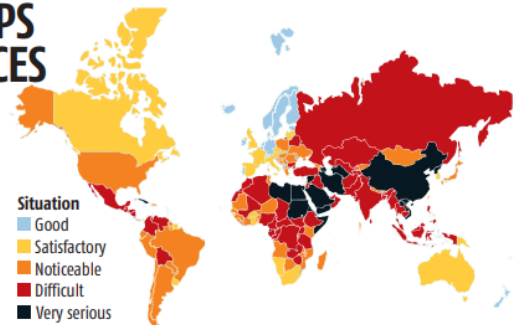 PS
CES
Situation
Good
Satisfactory
Noticeable
Difficult
Very serious